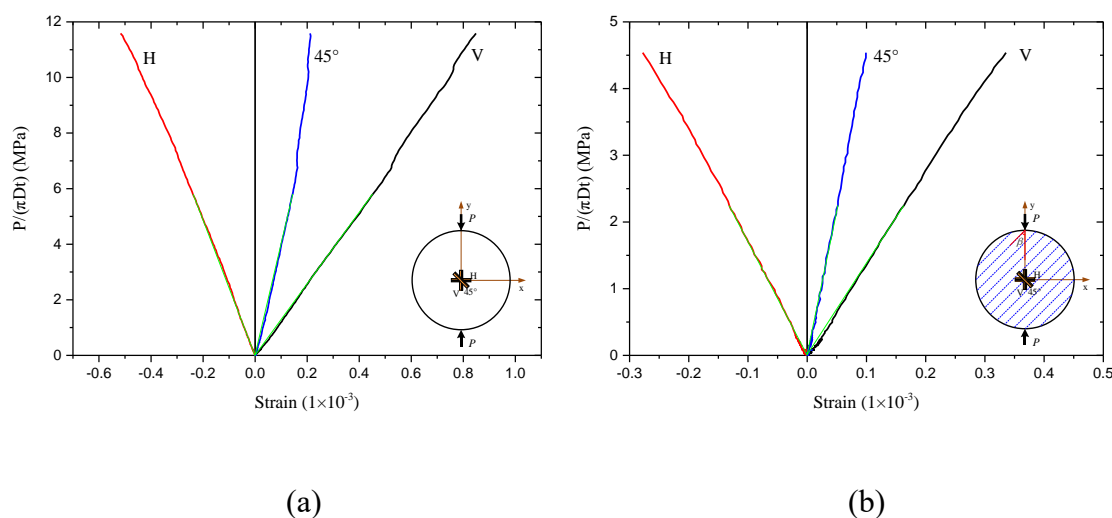 12
10
8
6
4
2
0
P/(πDt) (MPa)
H
45°
V
y
P
H
V
45°
x
P
-0.6 -0.4 -0.2 0.0 0.2 0.4 0.6 0.8 1.0
Strain (1×10⁻³)
(a)
5
4
3
2
1
0
P/(πDt) (MPa)
H
45°
V
y
P
β
H
V
45°
x
P
-0.3 -0.2 -0.1 0.0 0.1 0.2 0.3 0.4 0.5
Strain (1×10⁻³)
(b)